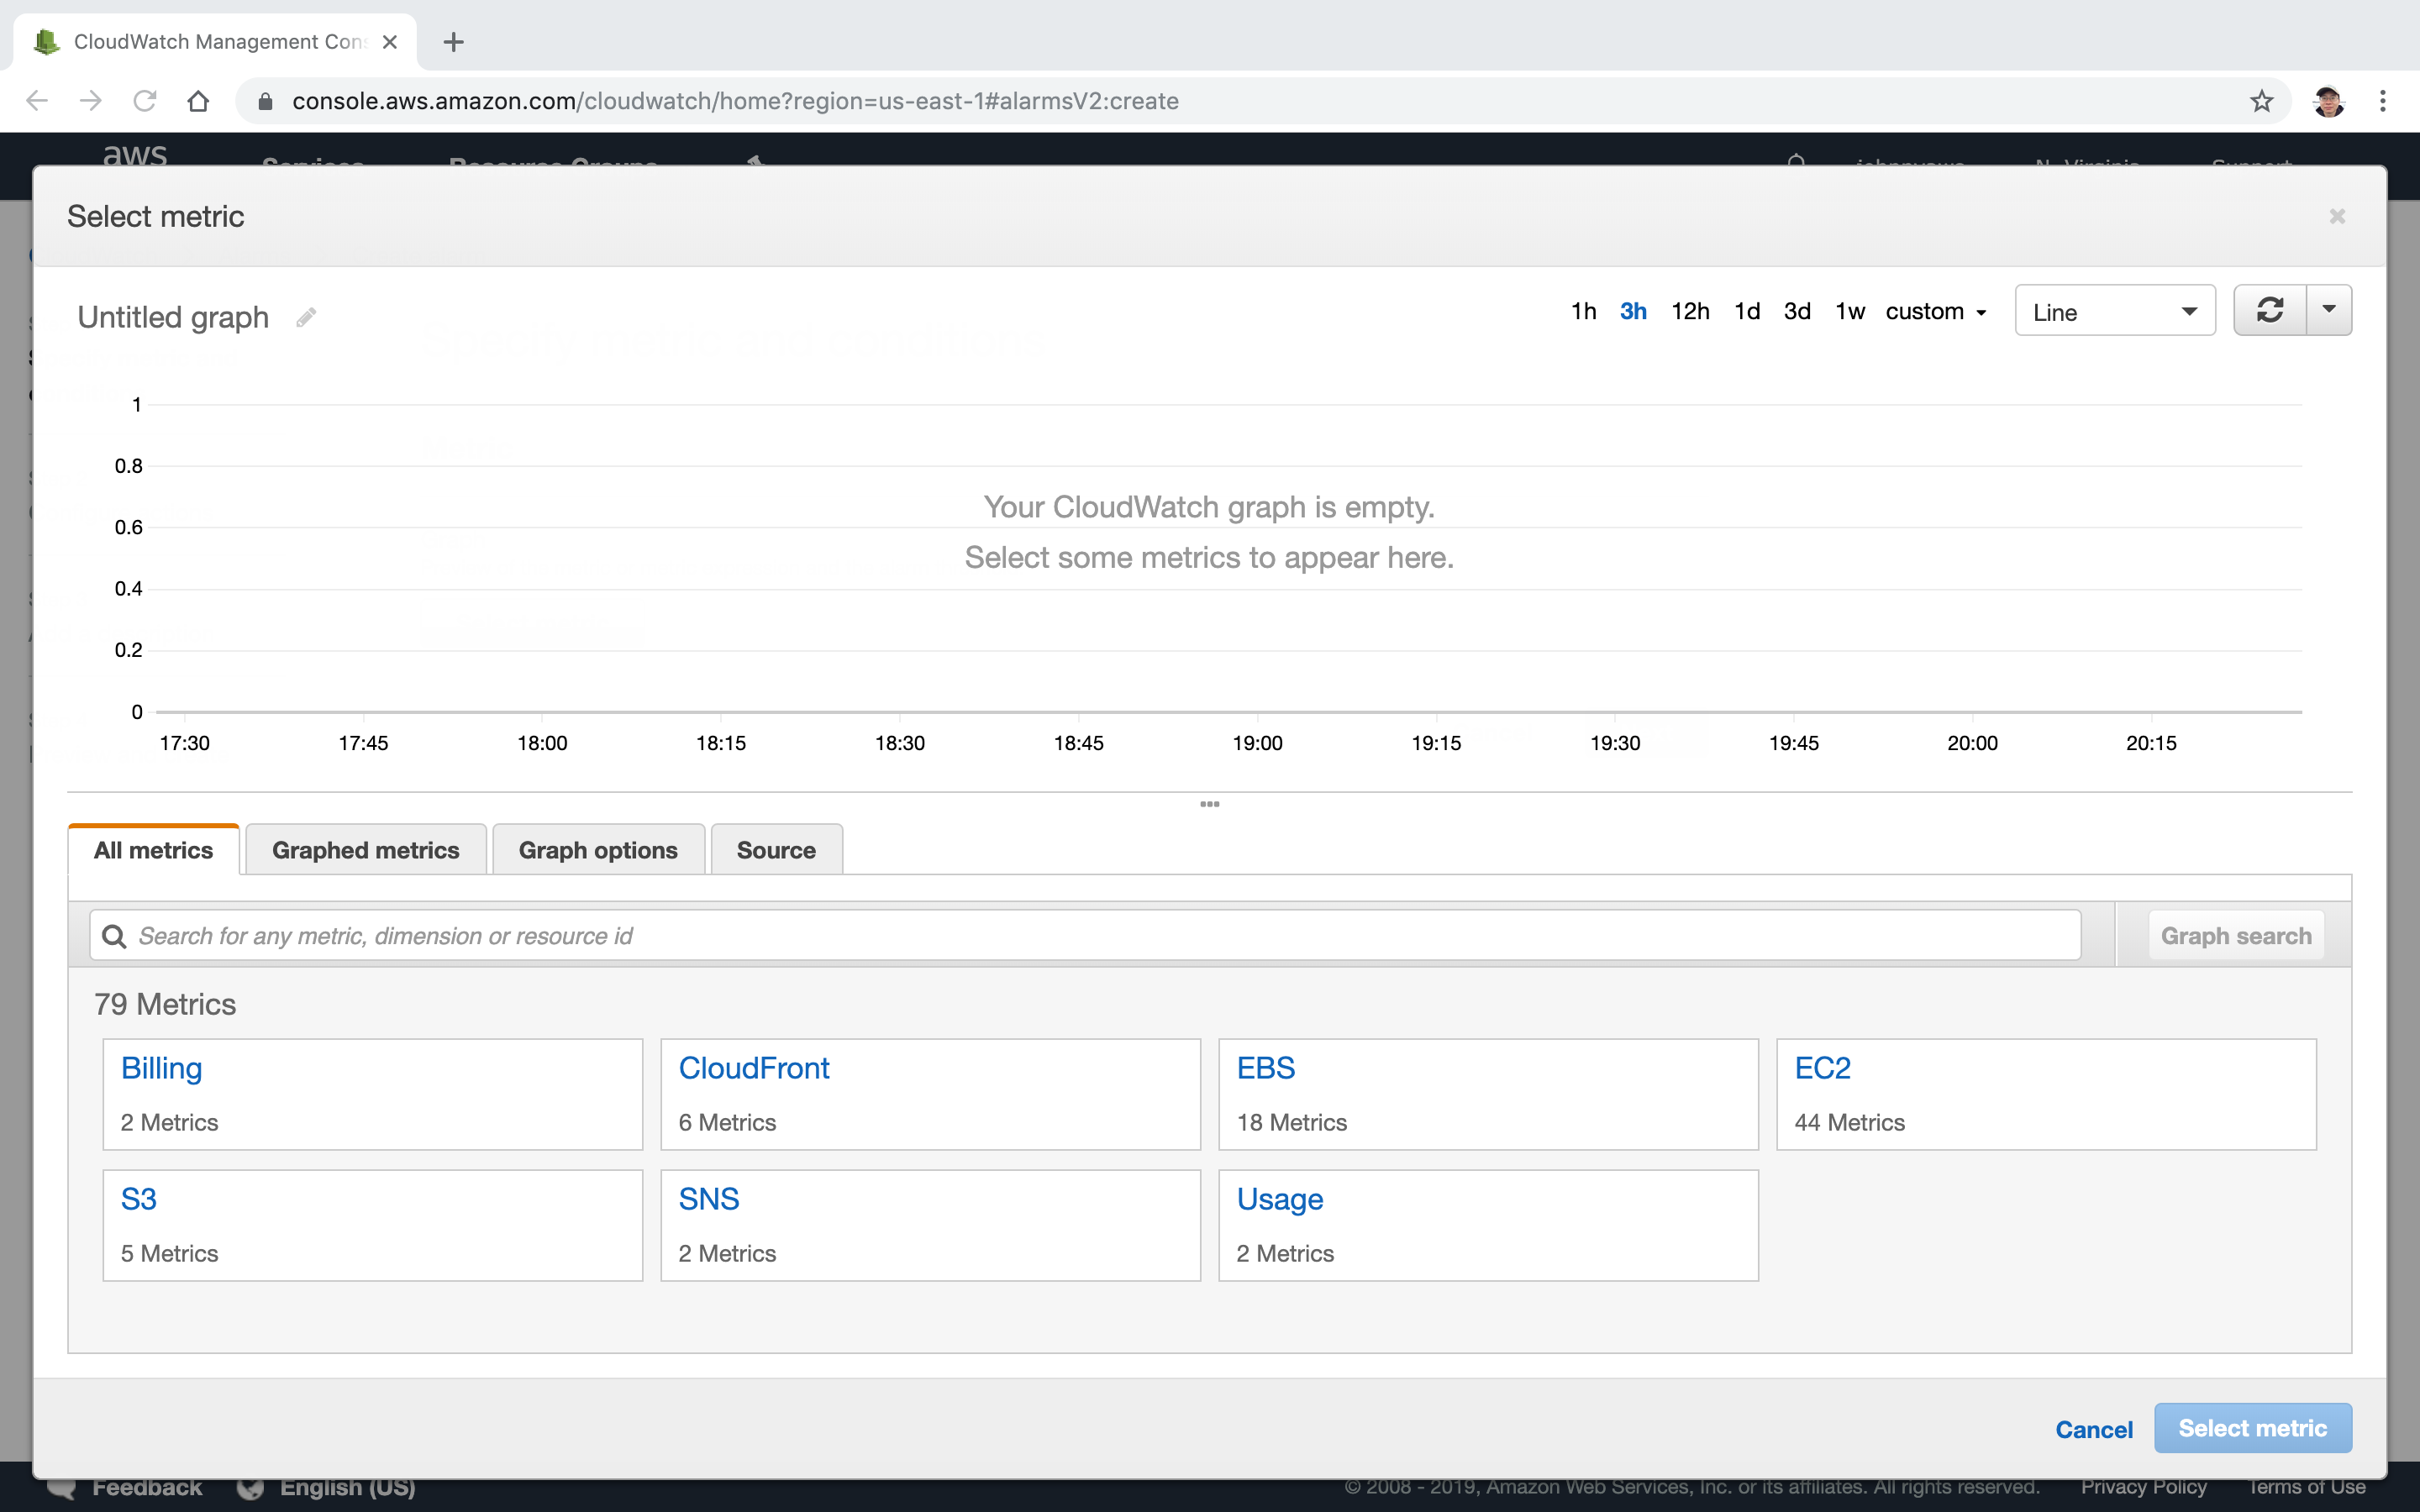 CloudWatch Management Con
console.aws.amazon.com/cloudwatch/home?region=us-east-1#alarmsV2:create
aws Services Resource Groups johnnyaws N. Virginia Support
Select metric
Untitled graph
1h 3h 12h 1d 3d 1w custom Line
1
0.8
0.6
0.4
0.2
0
Your CloudWatch graph is empty.
Select some metrics to appear here.
17:30 17:45 18:00 18:15 18:30 18:45 19:00 19:15 19:30 19:45 20:00 20:15
All metrics Graphed metrics Graph options Source
Search for any metric, dimension or resource id Graph search
79 Metrics
Billing CloudFront EBS EC2
2 Metrics 6 Metrics 18 Metrics 44 Metrics
S3 SNS Usage
5 Metrics 2 Metrics 2 Metrics
Cancel Select metric
Feedback English (US) © 2008 - 2019, Amazon Web Services, Inc. or its affiliates. All rights reserved. Privacy Policy Terms of Use